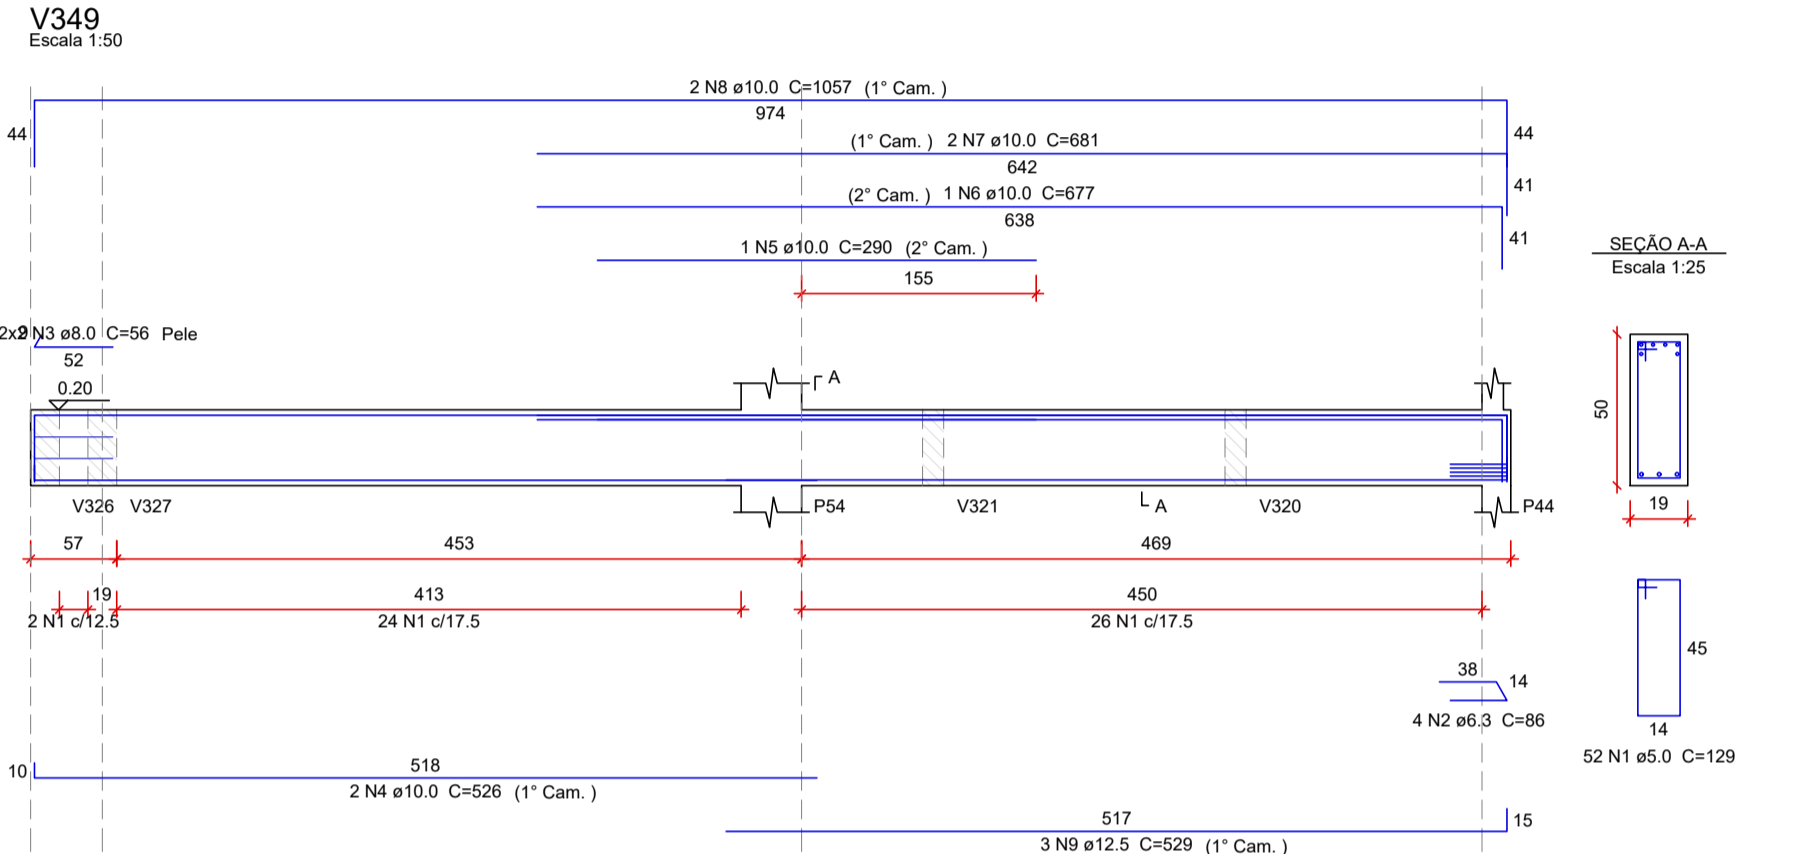 V349
Escala 1:50
2 N8 ø10.0 C=1057 (1° Cam. )
974
44
44
(1° Cam. ) 2 N7 ø10.0 C=681
642
41
(2° Cam. ) 1 N6 ø10.0 C=677
638
41
1 N5 ø10.0 C=290 (2° Cam. )
155
SEÇÃO A-A
Escala 1:25
N3 ø8.0 C=56 Pele
52
0.20
A
50
V326
V327
P54
V321
A
V320
P44
19
57
453
469
19
413
450
2 N1 c/12.5
24 N1 c/17.5
26 N1 c/17.5
45
38
14
4 N2 ø6.3 C=86
14
52 N1 ø5.0 C=129
10
518
2 N4 ø10.0 C=526 (1° Cam. )
517
15
3 N9 ø12.5 C=529 (1° Cam. )